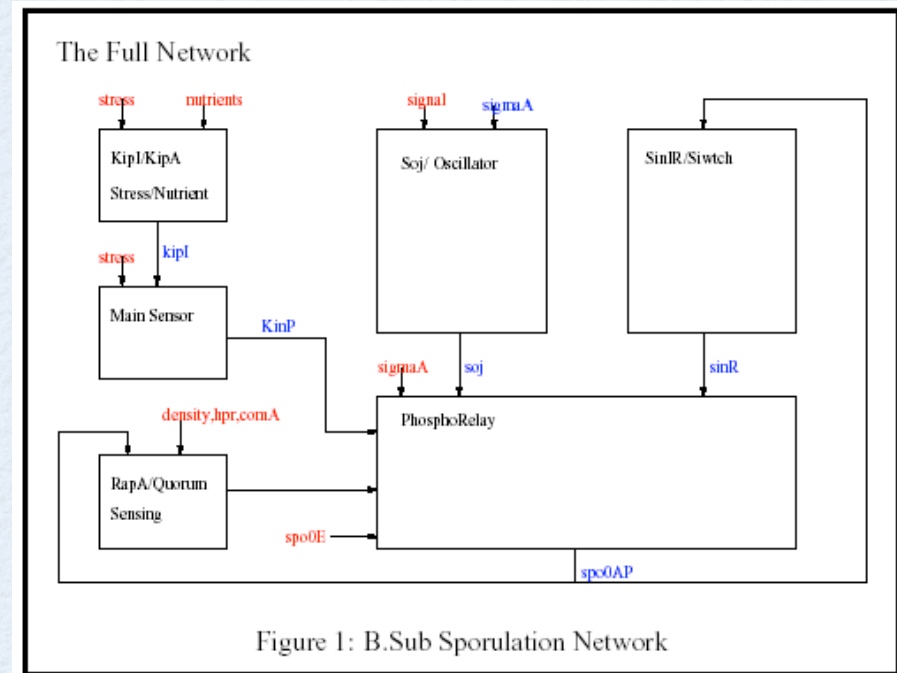 The Full Network
stress
nutrients
signal
sigmaA
KipI/KipA
Stress/Nutrient
Soj/ Oscillator
SinIR/Siwtch
kipI
stress
Main Sensor
KinP
sigmaA
soj
sinR
density,hpr,comA
PhosphoRelay
RapA/Quorum
Sensing
spo0E
spo0AP
Figure 1: B.Sub Sporulation Network